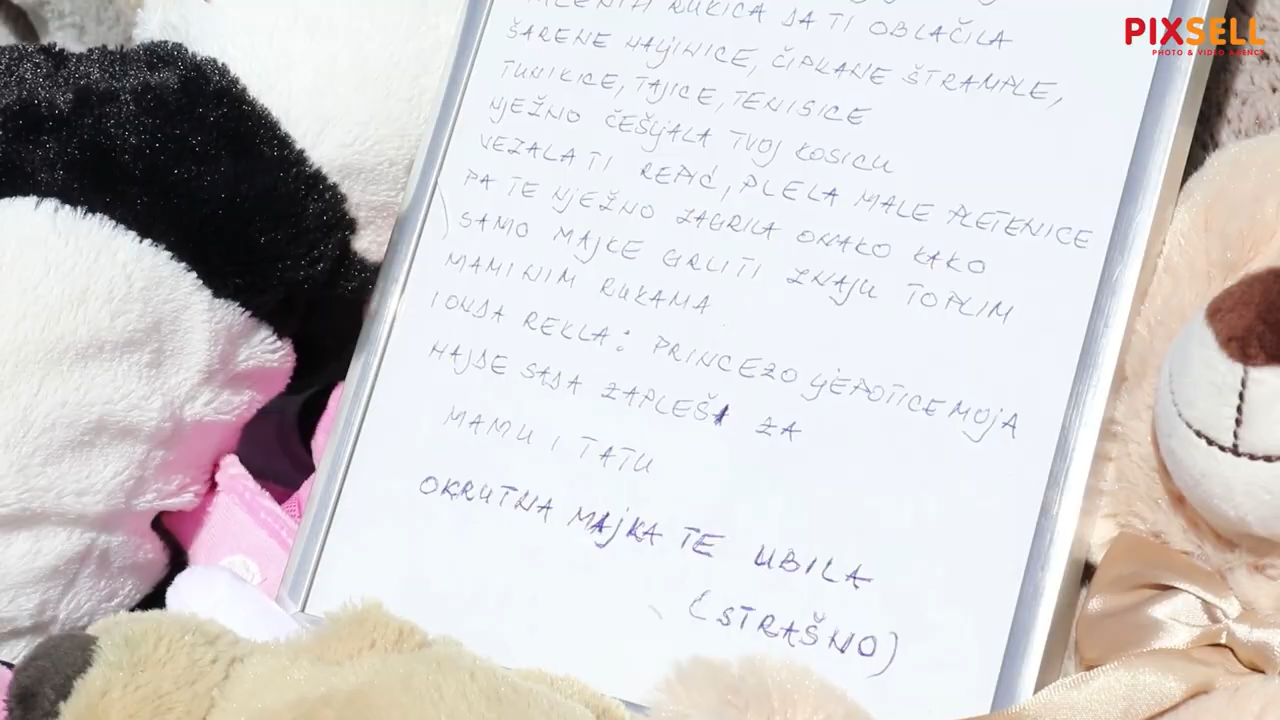 RUKICA DA TI OBLAČILA
ŠARENE HALJINICE, ČIPKANE ŠTRAMPLE,
TUNIKICE, TAJICE, TENISICE
NJEŽNO ČEŠLJALA TVOJ KOSICU
VEZALA TI REPIĆ, PLELA MALE PLETENICE
PA TE NJEŽNO ZAGRILA ONAKO KAKO
SAMO MAJKE GRLITI ZNAJU TOPLIM
MAMINIM RUKAMA
I ONDA REKLA: PRINCEZO LJEPOTICE MOJA
HAJDE SADA ZAPLEŠI ZA
MAMU I TATU
OKRUTNA MAJKA TE UBILA
(STRAŠNO)
PIXSELL
PHOTO & VIDEO AGENCY